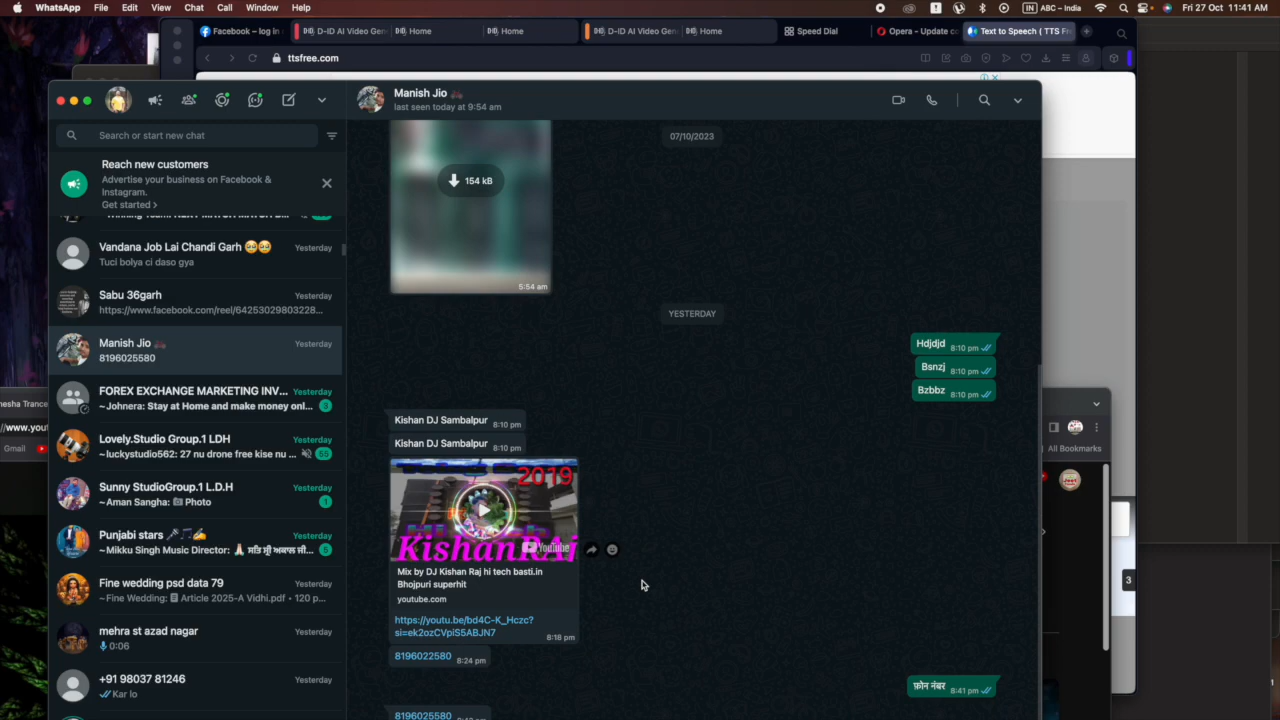 WhatsApp File Edit View Chat Call Window Help
IN ABC – India Fri 27 Oct 11:41 AM
Facebook – log in D-ID AI Video Gen Home Home D-ID AI Video Gen Home Speed Dial Opera - Update co Text to Speech ( TTS Fr
ttsfree.com
Manish Jio
last seen today at 9:54 am
Search or start new chat
Reach new customers
Advertise your business on Facebook &
Instagram.
Get started >
Vandana Job Lai Chandi Garh 🥺🥺 Yesterday
Tuci bolya ci daso gya
Sabu 36garh Yesterday
https://www.facebook.com/reel/64253029803228...
Manish Jio Yesterday
8196025580
FOREX EXCHANGE MARKETING INV... Yesterday
~Johnera: Stay at Home and make money onl... 3
Lovely.Studio Group.1 LDH Yesterday
~luckystudio562: 27 nu drone free kise nu ... 55
Sunny StudioGroup.1 L.D.H Yesterday
~Aman Sangha: Photo 1
Punjabi stars 🎤🎵✍ Yesterday
~Mikku Singh Music Director: 🙏🏻 ਸਤਿ ਸ੍ਰੀ ਅਕਾਲ ਜੀ... 5
Fine wedding psd data 79 Yesterday
~Fine Wedding: Article 2025-A Vidhi.pdf • 120 p...
mehra st azad nagar Yesterday
0:06
+91 98037 81246 Yesterday
Kar lo
07/10/2023
154 kB
5:54 am
YESTERDAY
Hdjdjd 8:10 pm
Bsnzj 8:10 pm
Bzbbz 8:10 pm
Kishan DJ Sambalpur 8:10 pm
Kishan DJ Sambalpur 8:10 pm
2019
KishanRAj
YouTube
Mix by DJ Kishan Raj hi tech basti.in
Bhojpuri superhit
youtube.com
https://youtu.be/bd4C-K_Hczc?
si=ek2ozCVpiS5ABJN7
8:18 pm
8196022580 8:24 pm
फ़ोन नंबर 8:41 pm
8196025580
nesha Trance
//www.yout
Gmail
All Bookmarks
3